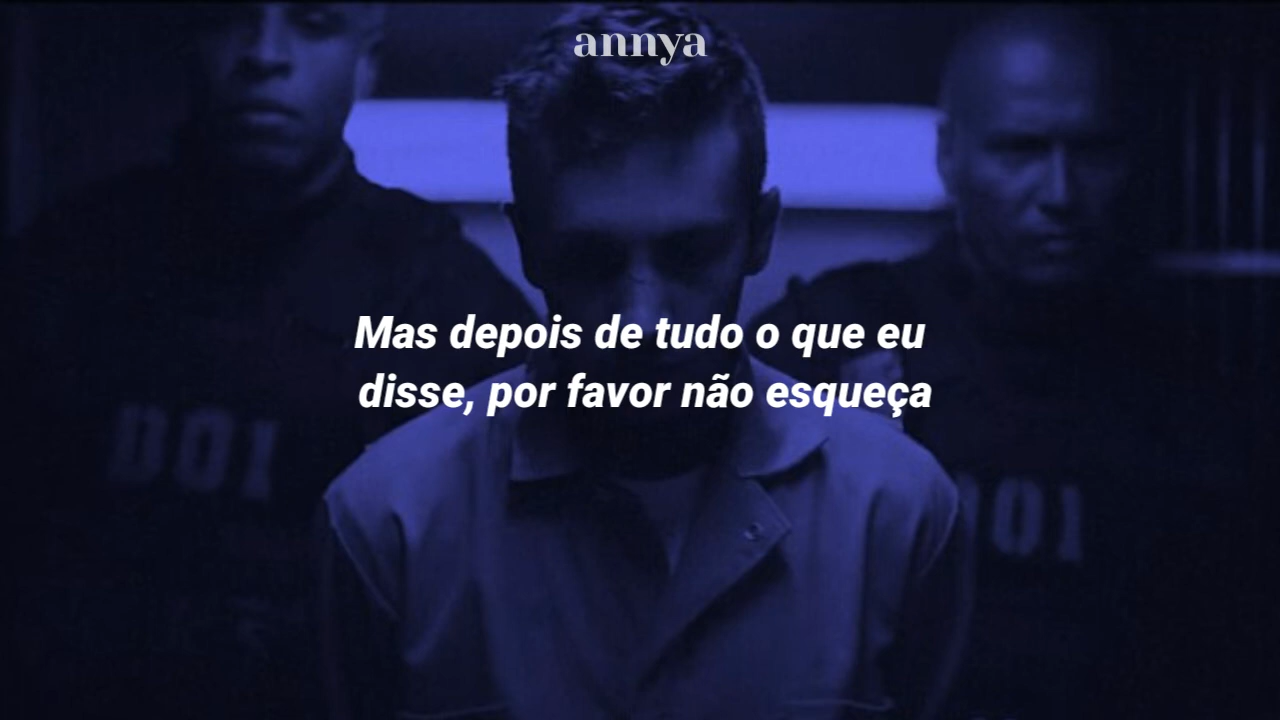 annya
Mas depois de tudo o que eu
disse, por favor não esqueça
DOI
DOI